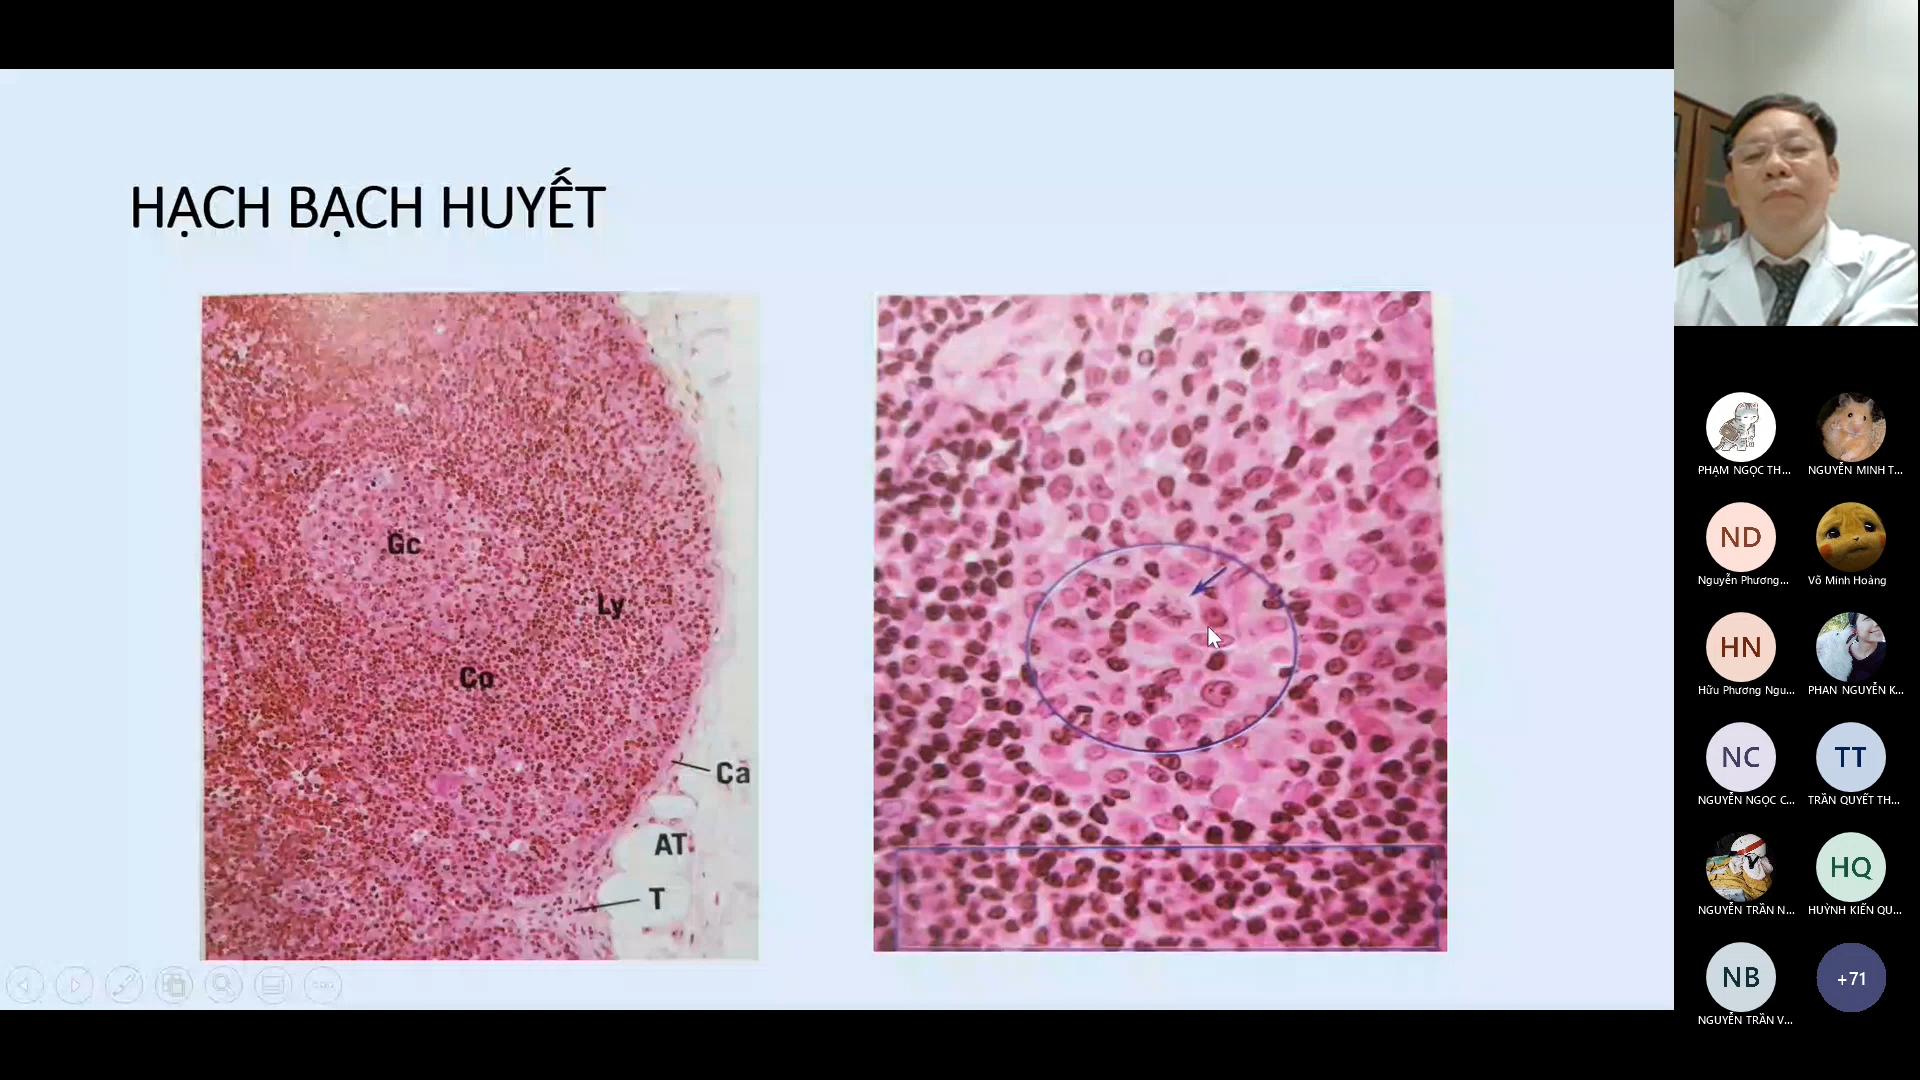 HẠCH BẠCH HUYẾT
Gc
Ly
Co
Ca
AT
T
PHẠM NGỌC TH...
NGUYỄN MINH T...
ND
Nguyễn Phương...
Võ Minh Hoàng
HN
Hữu Phương Ngu...
PHAN NGUYỄN K...
NC
NGUYỄN NGỌC C...
TT
TRẦN QUYẾT TH...
NGUYỄN TRẦN N...
HQ
HUỲNH KIẾN QU...
NB
NGUYỄN TRẦN V...
+71